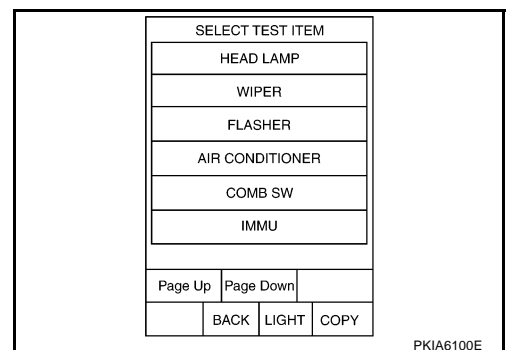 SELECT TEST ITEM
HEAD LAMP
WIPER
FLASHER
AIR CONDITIONER
COMB SW
IMMU
Page Up Page Down
BACK LIGHT COPY
PKIA6100E